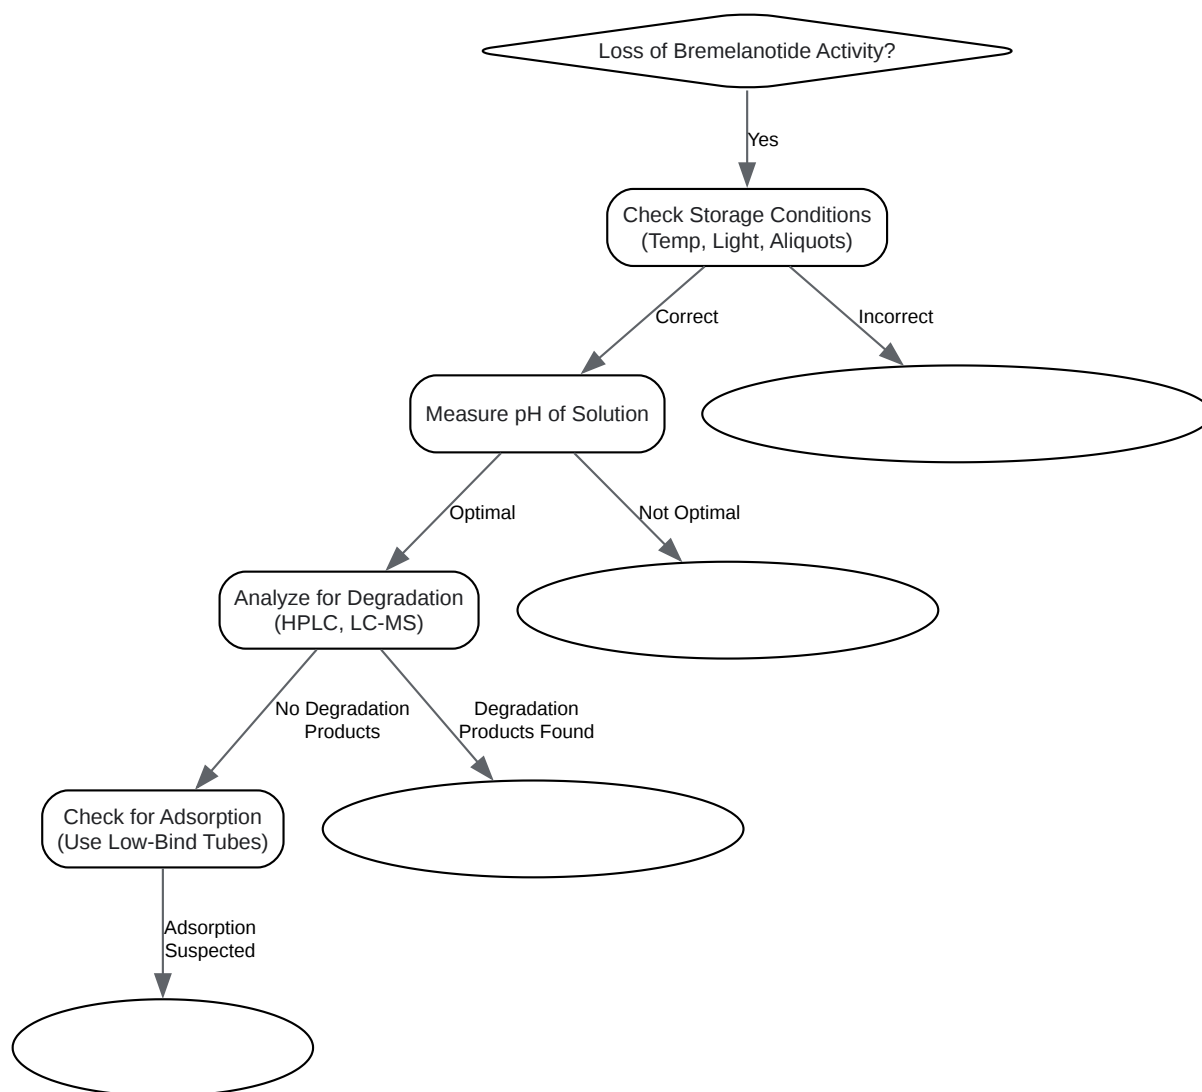 Loss of Bremelanotide Activity?
Yes
Check Storage Conditions
(Temp, Light, Aliquots)
Correct
Incorrect
Measure pH of Solution
Optimal
Not Optimal
Analyze for Degradation
(HPLC, LC-MS)
No Degradation
Products
Degradation
Products Found
Check for Adsorption
(Use Low-Bind Tubes)
Adsorption
Suspected